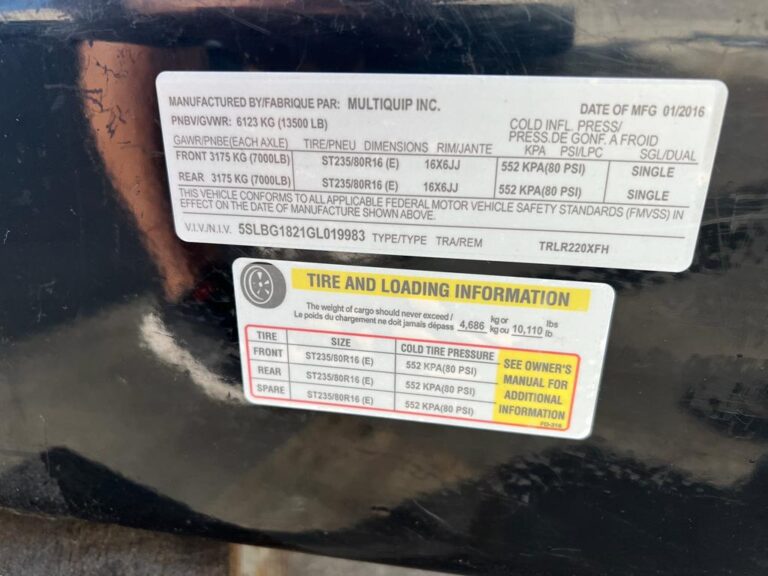 MANUFACTURED BY/FABRIQUE PAR: MULTIQUIP INC. DATE OF MFG 01/2016
PNBV/GVWR: 6123 KG (13500 LB) COLD INFL. PRESS/
PRESS.DE GONF. A FROID
GAWR/PNBE(EACH AXLE) TIRE/PNEU DIMENSIONS RIM/JANTE KPA PSI/LPC SGL/DUAL
FRONT 3175 KG (7000LB) ST235/80R16 (E) 16X6JJ 552 KPA(80 PSI) SINGLE
REAR 3175 KG (7000LB) ST235/80R16 (E) 16X6JJ 552 KPA(80 PSI) SINGLE
THIS VEHICLE CONFORMS TO ALL APPLICABLE FEDERAL MOTOR VEHICLE SAFETY STANDARDS (FMVSS) IN
EFFECT ON THE DATE OF MANUFACTURE SHOWN ABOVE.
V.I.V./N.I.V. 5SLBG1821GL019983 TYPE/TYPE TRA/REM TRLR220XFH
TIRE AND LOADING INFORMATION
The weight of cargo should never exceed / kg or lbs
Le poids du chargement ne doit jamais dépass 4,686 kg ou 10,110 lb
TIRE SIZE COLD TIRE PRESSURE
FRONT ST235/80R16 (E) 552 KPA(80 PSI)
REAR ST235/80R16 (E) 552 KPA(80 PSI)
SPARE ST235/80R16 (E) 552 KPA(80 PSI)
SEE OWNER'S
MANUAL FOR
ADDITIONAL
INFORMATION